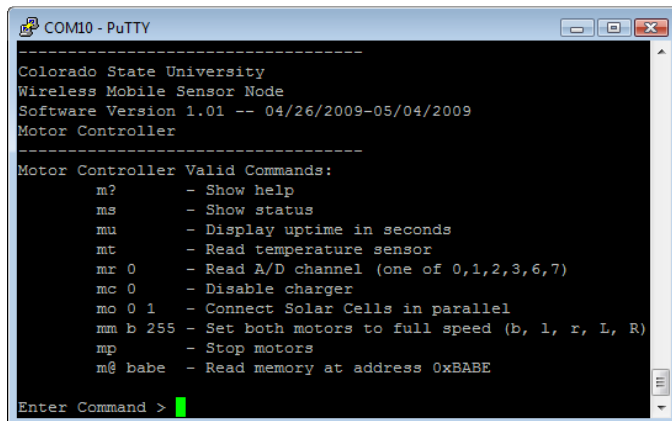 COM10 - PuTTY
-----------------------------------
Colorado State University
Wireless Mobile Sensor Node
Software Version 1.01 -- 04/26/2009-05/04/2009
Motor Controller
-----------------------------------
Motor Controller Valid Commands:
m? - Show help
ms - Show status
mu - Display uptime in seconds
mt - Read temperature sensor
mr 0 - Read A/D channel (one of 0,1,2,3,6,7)
mc 0 - Disable charger
mo 0 1 - Connect Solar Cells in parallel
mm b 255 - Set both motors to full speed (b, l, r, L, R)
mp - Stop motors
m@ babe - Read memory at address 0xBABE
Enter Command >